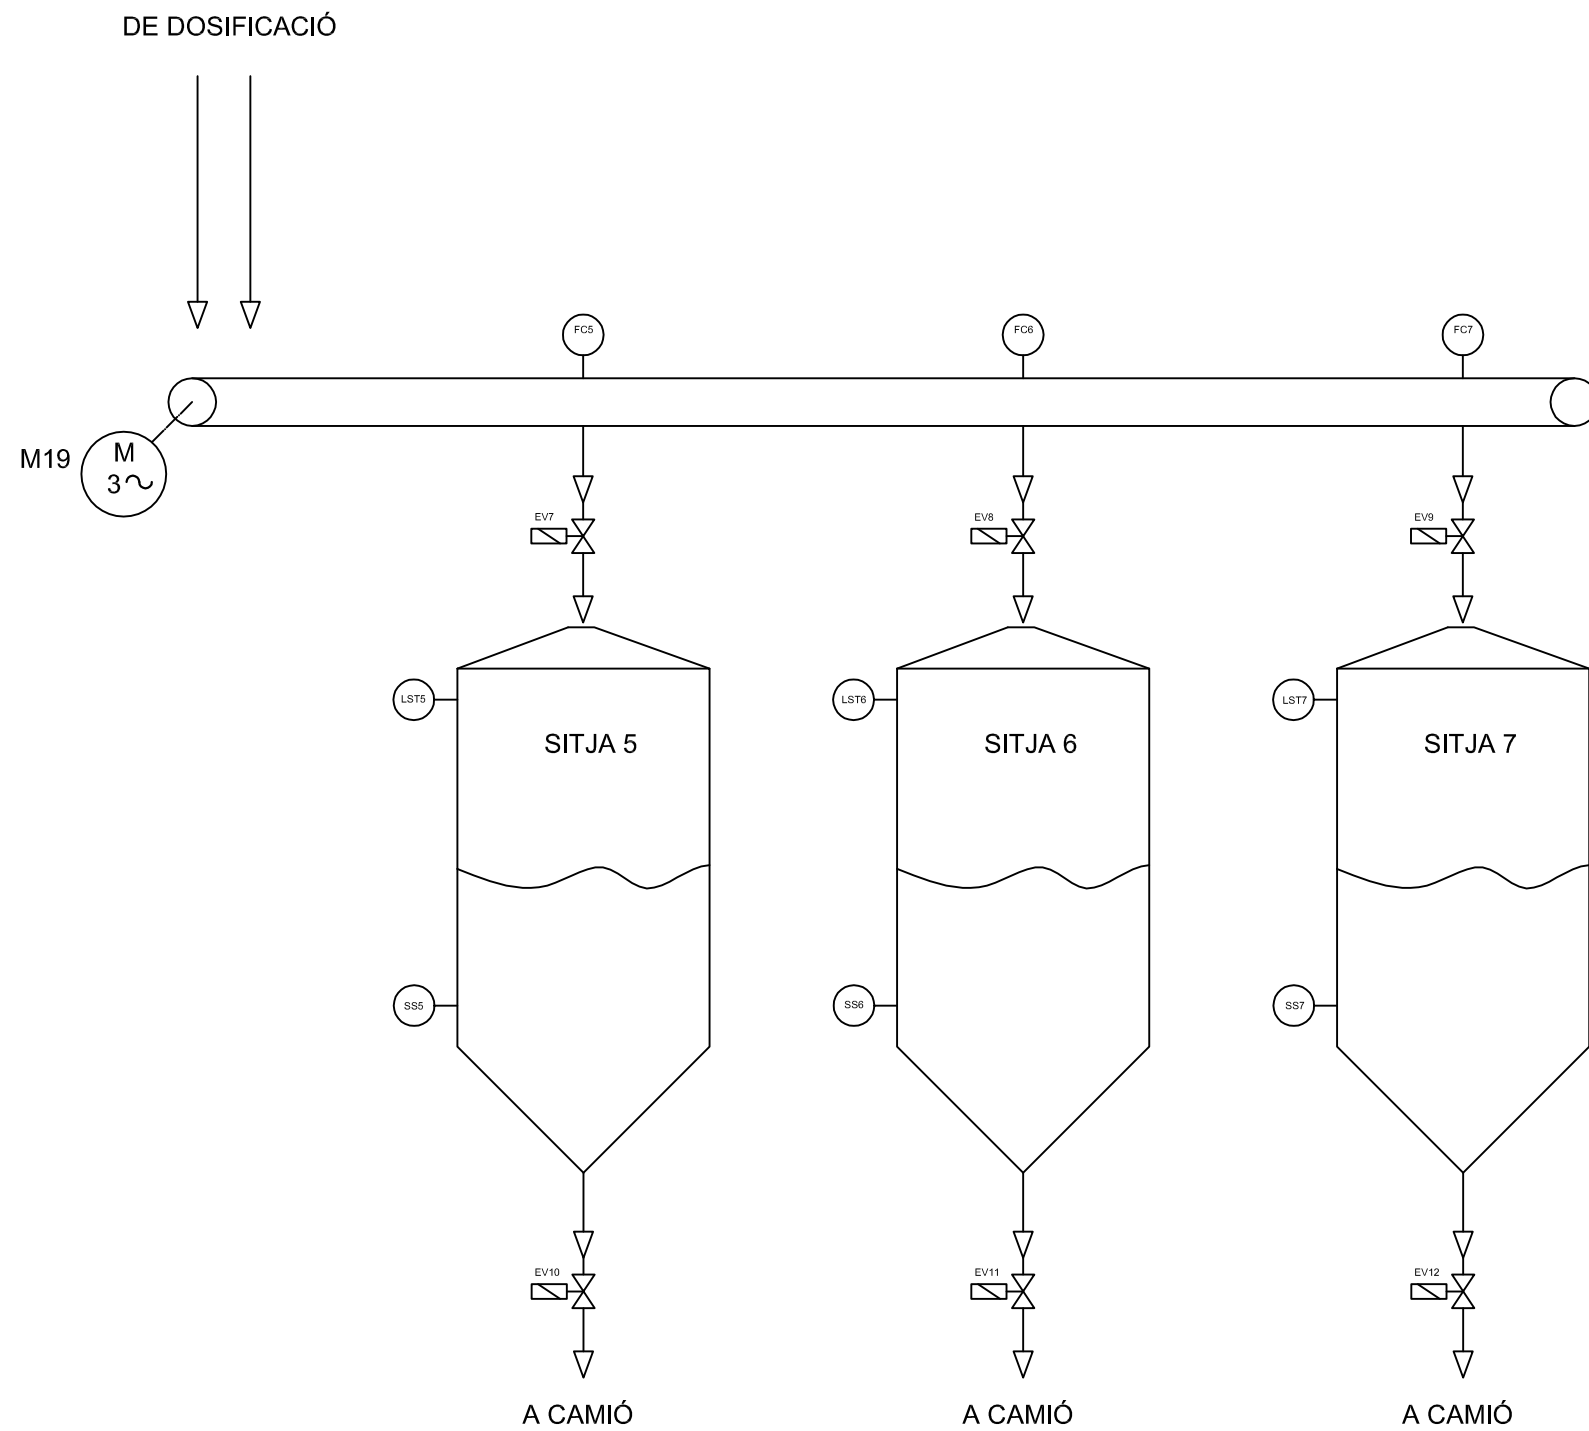 DE DOSIFICACIÓ
FC5
FC6
FC7
M19
M
3
EV7
EV8
EV9
LST5
LST6
LST7
SITJA 5
SITJA 6
SITJA 7
SS5
SS6
SS7
EV10
EV11
EV12
A CAMIÓ
A CAMIÓ
A CAMIÓ